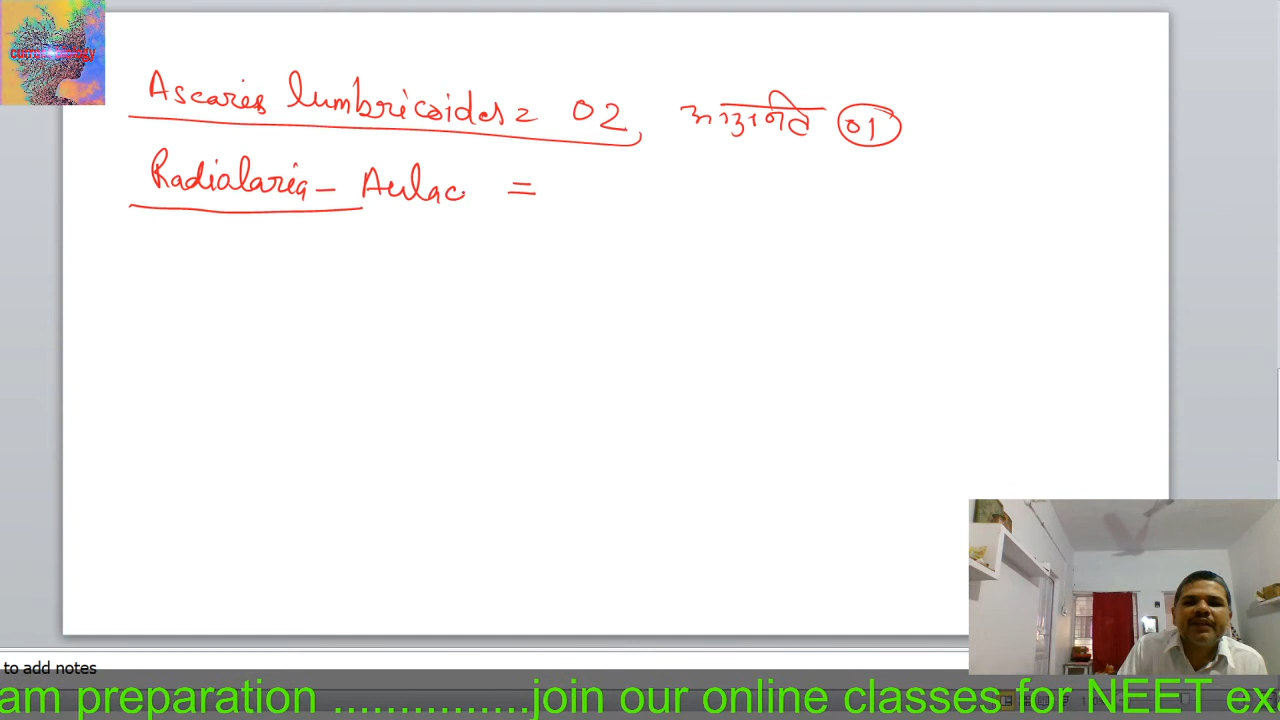 Ascaris lumbricoides = 02, अगुणित 01
Radialaria - Aulac =
to add notes
am preparation ...............join our online classes for NEET ex